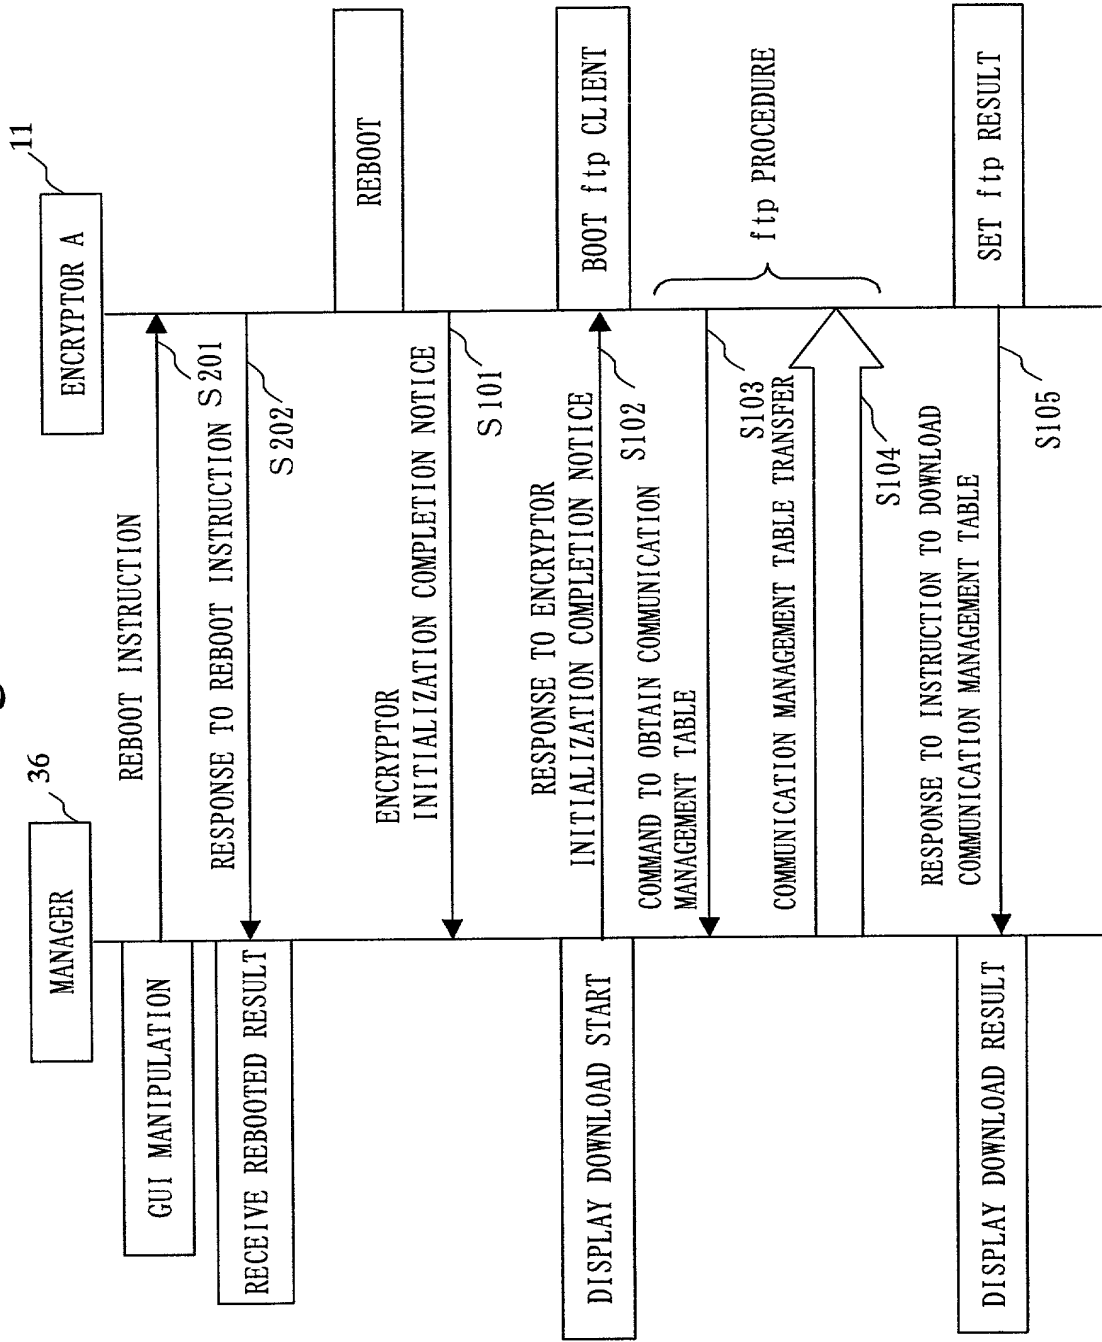 MANAGER
36
ENCRYPTOR A
11
GUI MANIPULATION
REBOOT INSTRUCTION
S201
RESPONSE TO REBOOT INSTRUCTION
S202
RECEIVE REBOOTED RESULT
REBOOT
ENCRYPTOR
INITIALIZATION COMPLETION NOTICE
S101
RESPONSE TO ENCRYPTOR
INITIALIZATION COMPLETION NOTICE
S102
DISPLAY DOWNLOAD START
BOOT ftp CLIENT
COMMAND TO OBTAIN COMMUNICATION
MANAGEMENT TABLE
S103
ftp PROCEDURE
COMMUNICATION MANAGEMENT TABLE TRANSFER
S104
RESPONSE TO INSTRUCTION TO DOWNLOAD
COMMUNICATION MANAGEMENT TABLE
S105
DISPLAY DOWNLOAD RESULT
SET ftp RESULT